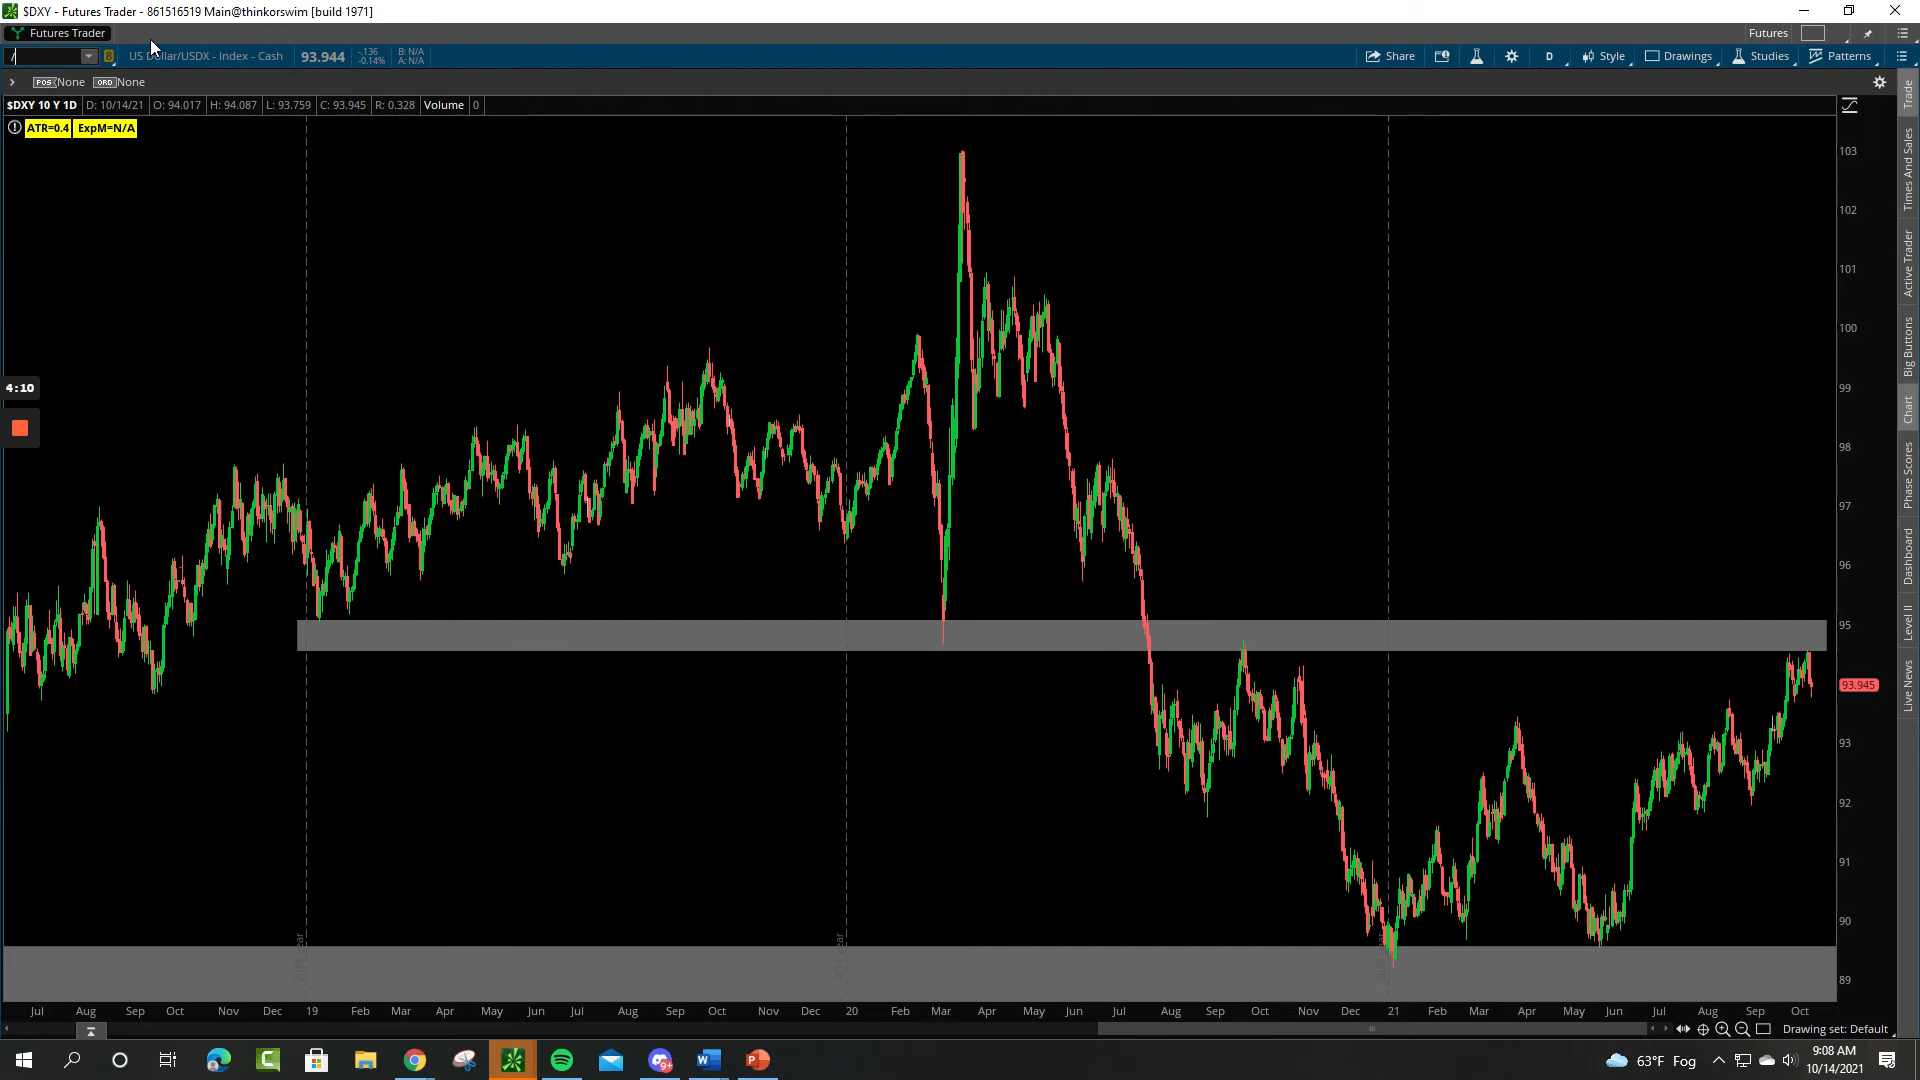 $DXY - Futures Trader - 861516519 Main@thinkorswim [build 1971]
Futures Trader
Futures
/
8
US Dollar/USDX - Index - Cash
93.944
-.136
-0.14%
B: N/A
A: N/A
Share
D
Style
Drawings
Studies
Patterns
POS None ORD None
$DXY 10 Y 1D D: 10/14/21 O: 94.017 H: 94.087 L: 93.759 C: 93.945 R: 0.328 Volume 0
ATR=0.4 ExpM=N/A
103
102
101
100
99
98
97
96
95
93.945
93
92
91
90
89
4:10
Trade
Times And Sales
Active Trader
Big Buttons
Chart
Phase Scores
Dashboard
Level II
Live News
Jul Aug Sep Oct Nov Dec 19 Feb Mar Apr May Jun Jul Aug Sep Oct Nov Dec 20 Feb Mar Apr May Jun Jul Aug Sep Oct Nov Dec 21 Feb Mar Apr May Jun Jul Aug Sep Oct
Drawing set: Default
63°F Fog
9:08 AM
10/14/2021